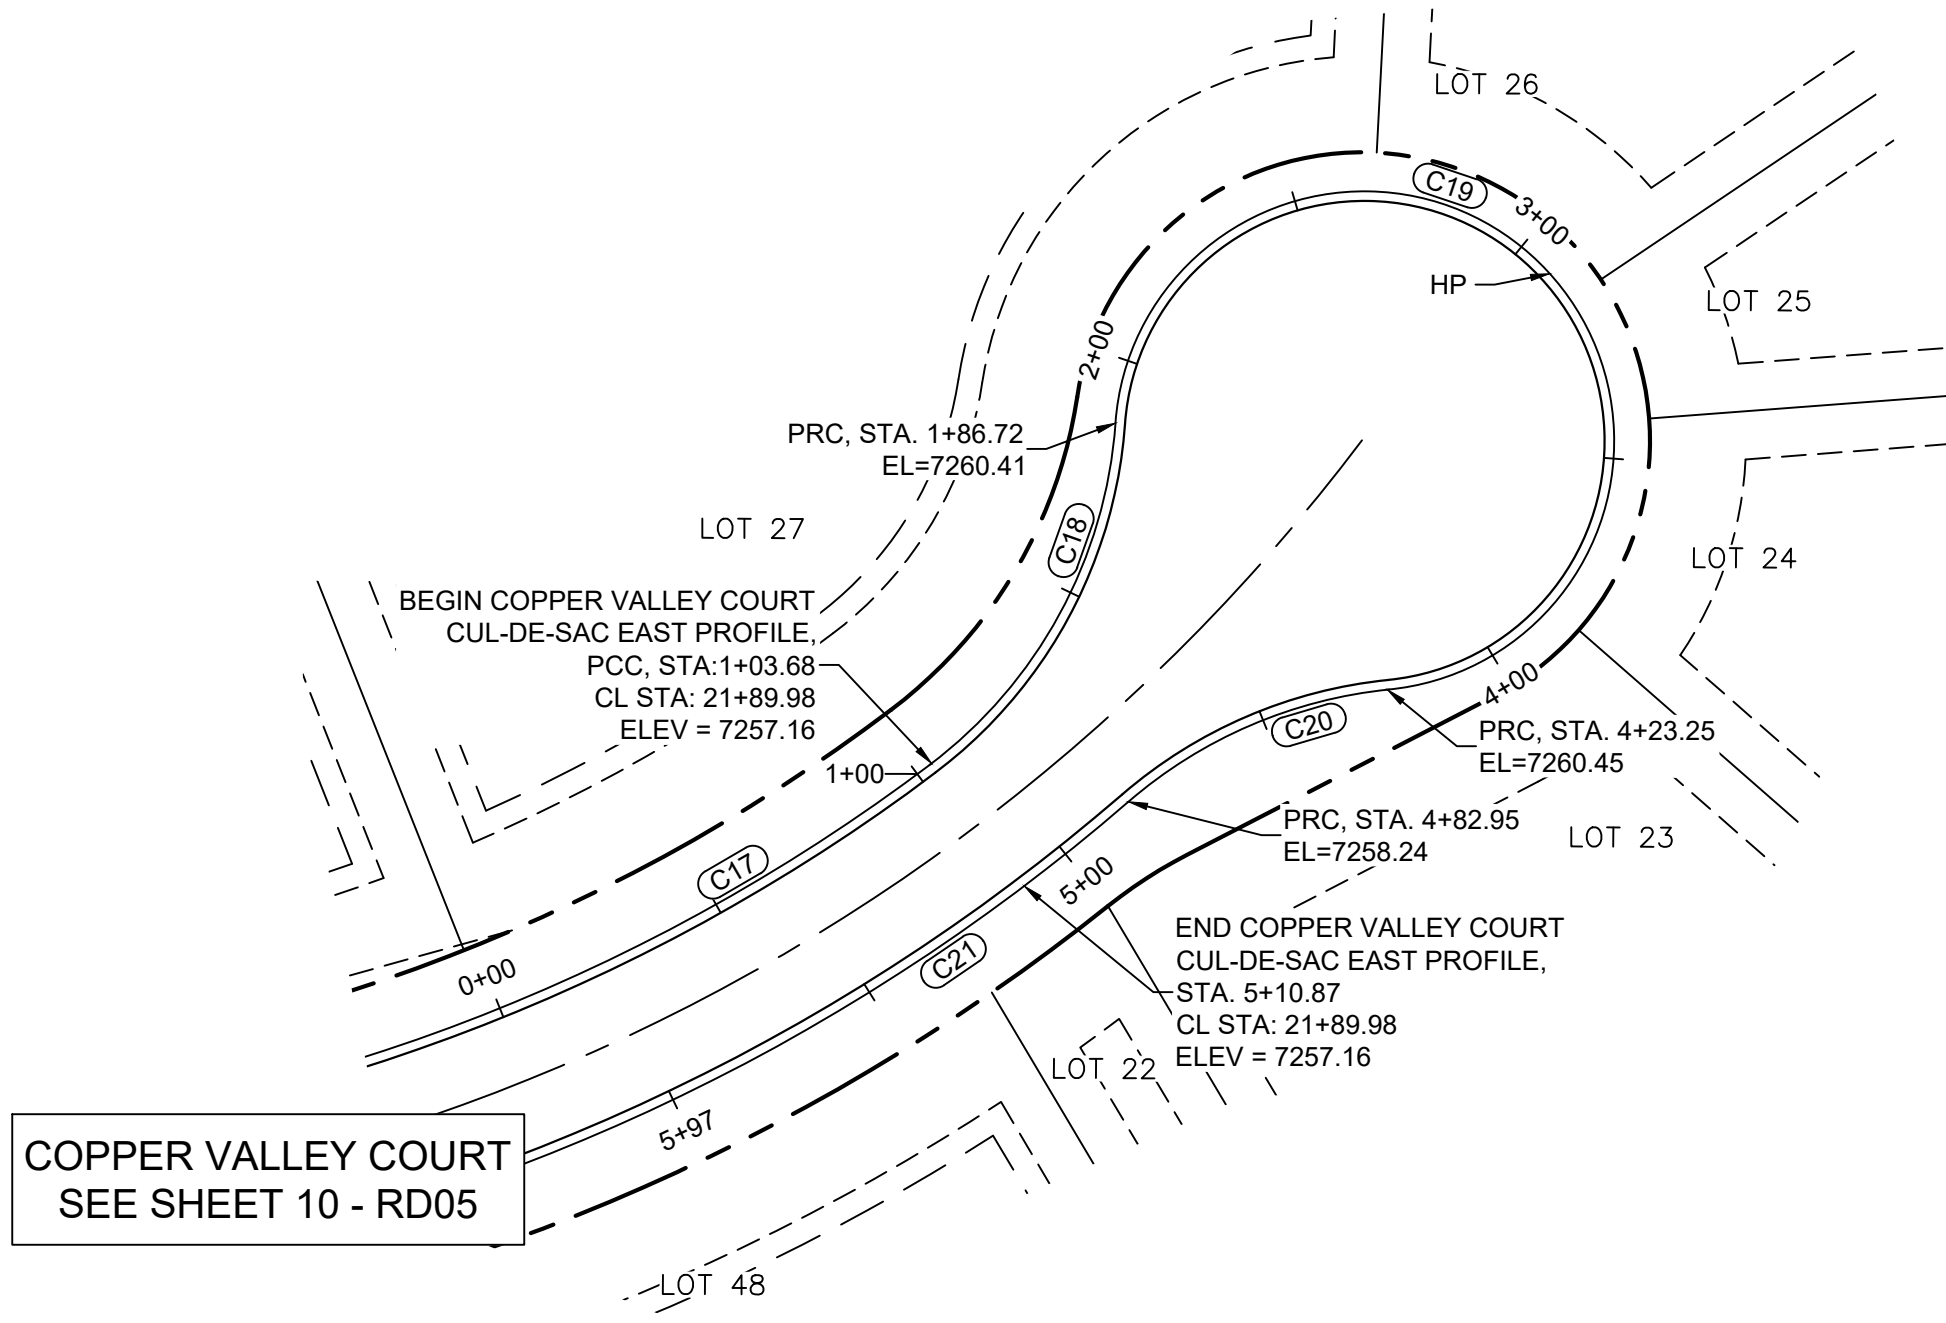 LOT 26
C19
3+00
HP
LOT 25
2+00
PRC, STA. 1+86.72
EL=7260.41
LOT 27
C18
LOT 24
BEGIN COPPER VALLEY COURT
CUL-DE-SAC EAST PROFILE,
PCC, STA:1+03.68
CL STA: 21+89.98
ELEV = 7257.16
1+00
4+00
C20
PRC, STA. 4+23.25
EL=7260.45
PRC, STA. 4+82.95
EL=7258.24
LOT 23
C17
5+00
0+00
C21
END COPPER VALLEY COURT
CUL-DE-SAC EAST PROFILE,
STA. 5+10.87
CL STA: 21+89.98
ELEV = 7257.16
LOT 22
5+97
COPPER VALLEY COURT
SEE SHEET 10 - RD05
LOT 48